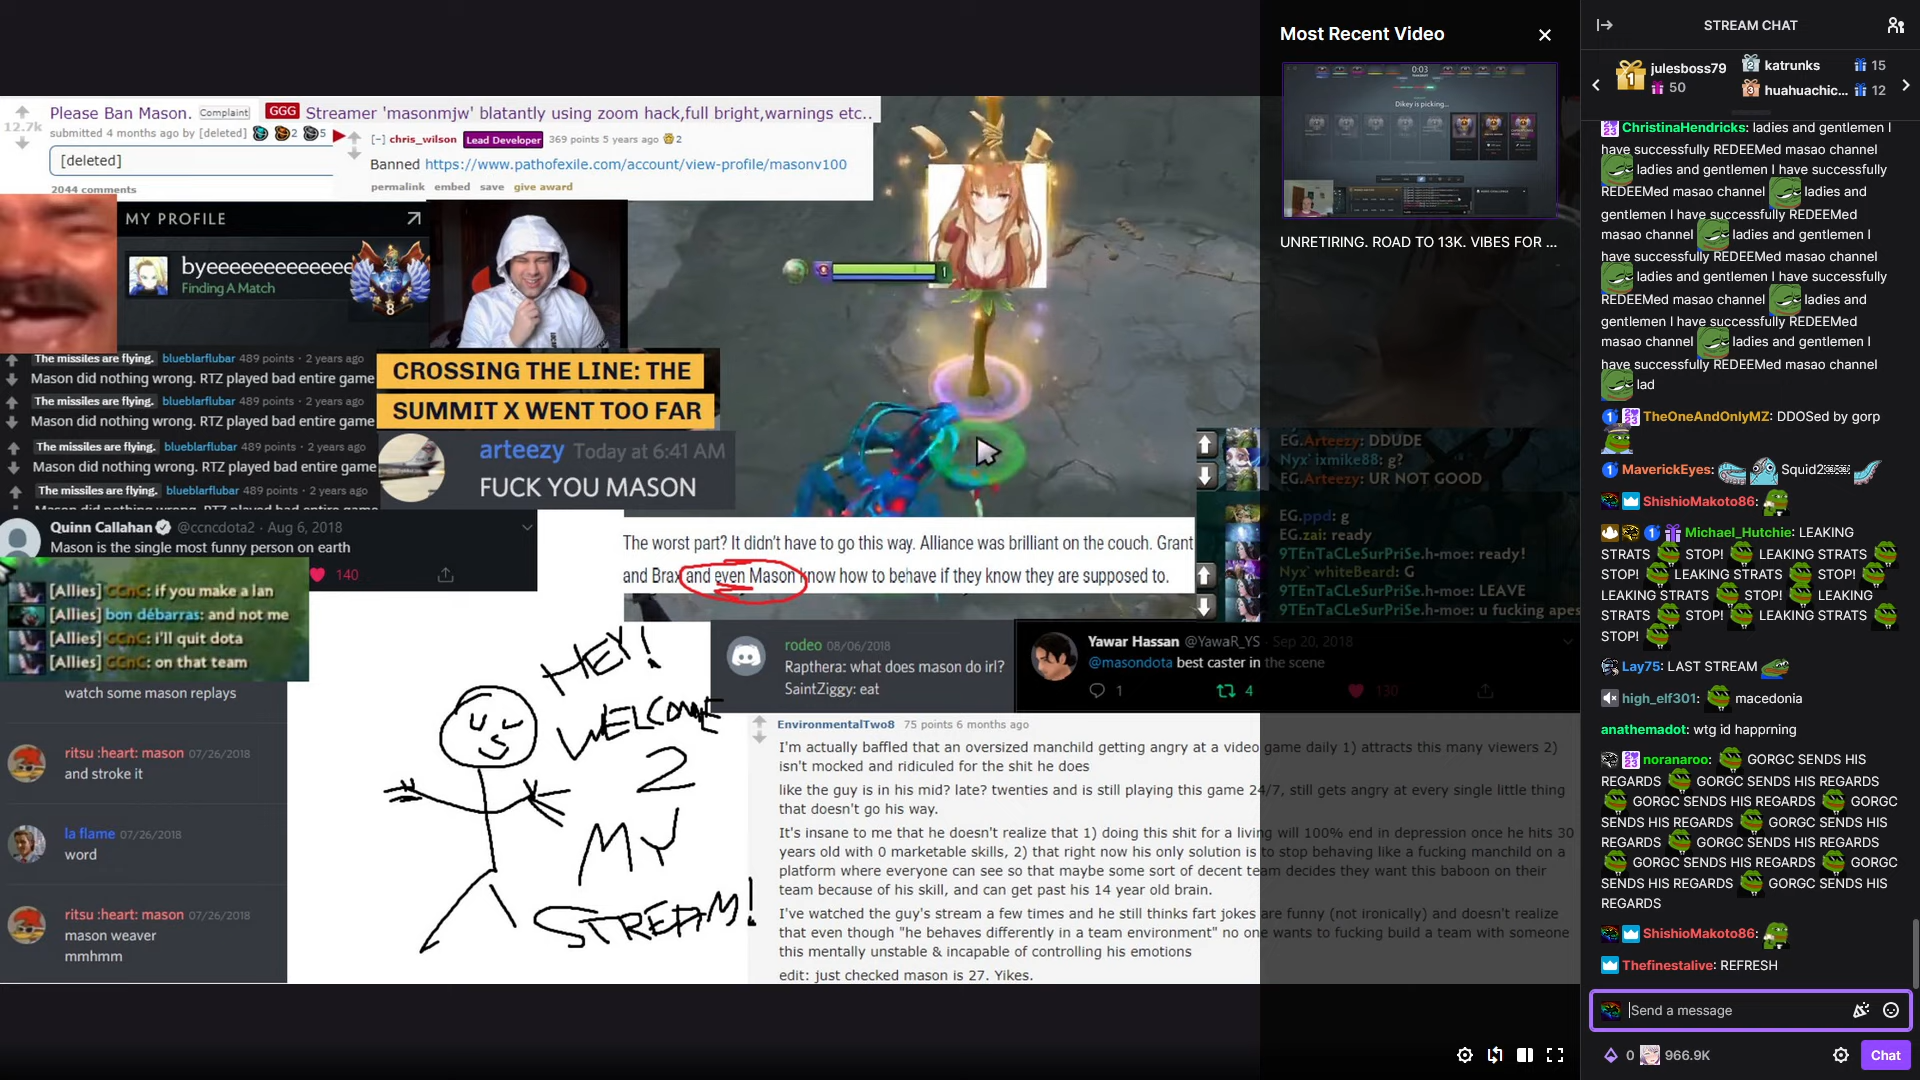 Please Ban Mason. Complaint
submitted 4 months ago by [deleted] 2 5
12.7k
[deleted]
2044 comments
GGG Streamer 'masonmjw' blatantly using zoom hack,full bright,warnings etc..
[-] chris_wilson Lead Developer 369 points 5 years ago 2
Banned https://www.pathofexile.com/account/view-profile/masonv100
permalink embed save give award
MY PROFILE
byeeeeeeeeeeeee
Finding A Match
8
The missiles are flying. blueblarflubar 489 points · 2 years ago
Mason did nothing wrong. RTZ played bad entire game
The missiles are flying. blueblarflubar 489 points · 2 years ago
Mason did nothing wrong. RTZ played bad entire game
The missiles are flying. blueblarflubar 489 points · 2 years ago
Mason did nothing wrong. RTZ played bad entire game
The missiles are flying. blueblarflubar 489 points · 2 years ago
CROSSING THE LINE: THE
SUMMIT X WENT TOO FAR
arteezy Today at 6:41 AM
FUCK YOU MASON
1
Quinn Callahan @ccncdota2 · Aug 6, 2018
Mason is the single most funny person on earth
140
[Allies] CCnC: if you make a lan
[Allies] bon débarras: and not me
[Allies] CCnC: i'll quit dota
[Allies] CCnC: on that team
watch some mason replays
ritsu :heart: mason 07/26/2018
and stroke it
la flame 07/26/2018
word
ritsu :heart: mason 07/26/2018
mason weaver
mmhmm
HEY!
WELCOME
2
MY
STREAM!
The worst part? It didn't have to go this way. Alliance was brilliant on the couch. Grant
and Brax and even Mason know how to behave if they know they are supposed to.
EG.Arteezy: DDUDE
Nyx`ixmike88: g?
EG.Arteezy: UR NOT GOOD
EG.ppd: g
EG.zai: ready
9TEnTaCLeSurPriSe.h-moe: ready!
Nyx`whiteBeard: G
9TEnTaCLeSurPriSe.h-moe: LEAVE
9TEnTaCLeSurPriSe.h-moe: u fucking apes
rodeo 08/06/2018
Rapthera: what does mason do irl?
SaintZiggy: eat
Yawar Hassan @YawaR_YS · Sep 20, 2018
@masondota best caster in the scene
1 4 130
EnvironmentalTwo8 75 points 6 months ago
I'm actually baffled that an oversized manchild getting angry at a video game daily 1) attracts this many viewers 2)
isn't mocked and ridiculed for the shit he does
like the guy is in his mid? late? twenties and is still playing this game 24/7, still gets angry at every single little thing
that doesn't go his way.
It's insane to me that he doesn't realize that 1) doing this shit for a living will 100% end in depression once he hits 30
years old with 0 marketable skills, 2) that right now his only solution is to stop behaving like a fucking manchild on a
platform where everyone can see so that maybe some sort of decent team decides they want this baboon on their
team because of his skill, and can get past his 14 year old brain.
I've watched the guy's stream a few times and he still thinks fart jokes are funny (not ironically) and doesn't realize
that even though "he behaves differently in a team environment" no one wants to fucking build a team with someone
this mentally unstable & incapable of controlling his emotions
edit: just checked mason is 27. Yikes.
Most Recent Video
0:03
Dikey is picking...
UNRETIRING. ROAD TO 13K. VIBES FOR ...
STREAM CHAT
1 julesboss79
50
2 katrunks 15
3 huahuachic... 12
ChristinaHendricks: ladies and gentlemen I
have successfully REDEEMed masao channel
ladies and gentlemen I have successfully
REDEEMed masao channel ladies and
gentlemen I have successfully REDEEMed
masao channel ladies and gentlemen I
have successfully REDEEMed masao channel
ladies and gentlemen I have successfully
REDEEMed masao channel ladies and
gentlemen I have successfully REDEEMed
masao channel ladies and gentlemen I
have successfully REDEEMed masao channel
lad
TheOneAndOnlyMZ: DDOSed by gorp
MaverickEyes: Squid2
ShishioMakoto86:
Michael_Hutchie: LEAKING
STRATS STOP! LEAKING STRATS
STOP! LEAKING STRATS STOP!
LEAKING STRATS STOP! LEAKING
STRATS STOP! LEAKING STRATS
STOP!
Lay75: LAST STREAM
high_elf301: macedonia
anathemadot: wtg id happrning
noranaroo: GORGC SENDS HIS
REGARDS GORGC SENDS HIS REGARDS
GORGC SENDS HIS REGARDS GORGC
SENDS HIS REGARDS GORGC SENDS HIS
REGARDS GORGC SENDS HIS REGARDS
GORGC SENDS HIS REGARDS GORGC
SENDS HIS REGARDS GORGC SENDS HIS
REGARDS
ShishioMakoto86:
Thefinestalive: REFRESH
Send a message
0 966.9K
Chat